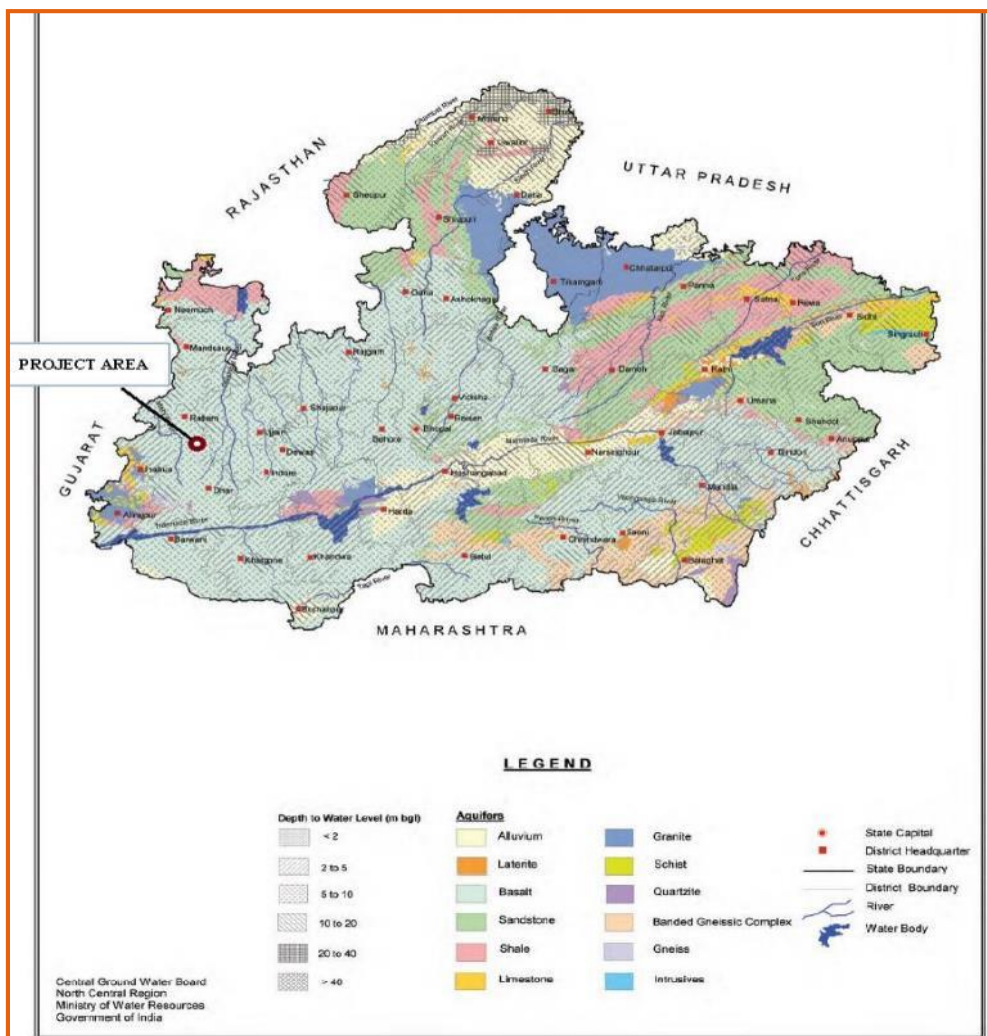 RAJASTHAN
UTTAR PRADESH
Chambal River
Morena
Gwalior
Sheopur
Datia
Shivpuri
Chhatarpur
Panna
Satna
Rewa
Sidhi
Singrauli
Guna
Ashoknagar
Neemuch
Mandsaur
PROJECT AREA
Sagar
Damoh
Umaria
Shahdol
Anuppur
Vidisha
Raisen
Shajapur
Ratlam
Ujjain
Dewas
Sehore
Bhopal
Narmada River
Jabalpur
Narsinghpur
Dindori
GUJARAT
Jhabua
Indore
Dhar
Hoshangabad
Mandla
CHHATTISGARH
Alirajpur
Harda
Seoni
Chhindwara
Barwani
Khargone
Khandwa
Betul
Balaghat
Tapi River
MAHARASHTRA
LEGEND
Depth to Water Level (m bgl)
< 2
2 to 5
5 to 10
10 to 20
20 to 40
> 40
Aquifers
Alluvium
Laterite
Basalt
Sandstone
Shale
Limestone
Granite
Schist
Quartzite
Banded Gneissic Complex
Gneiss
Intrusives
State Capital
District Headquarter
State Boundary
District Boundary
River
Water Body
Central Ground Water Board
North Central Region
Ministry of Water Resources
Government of India